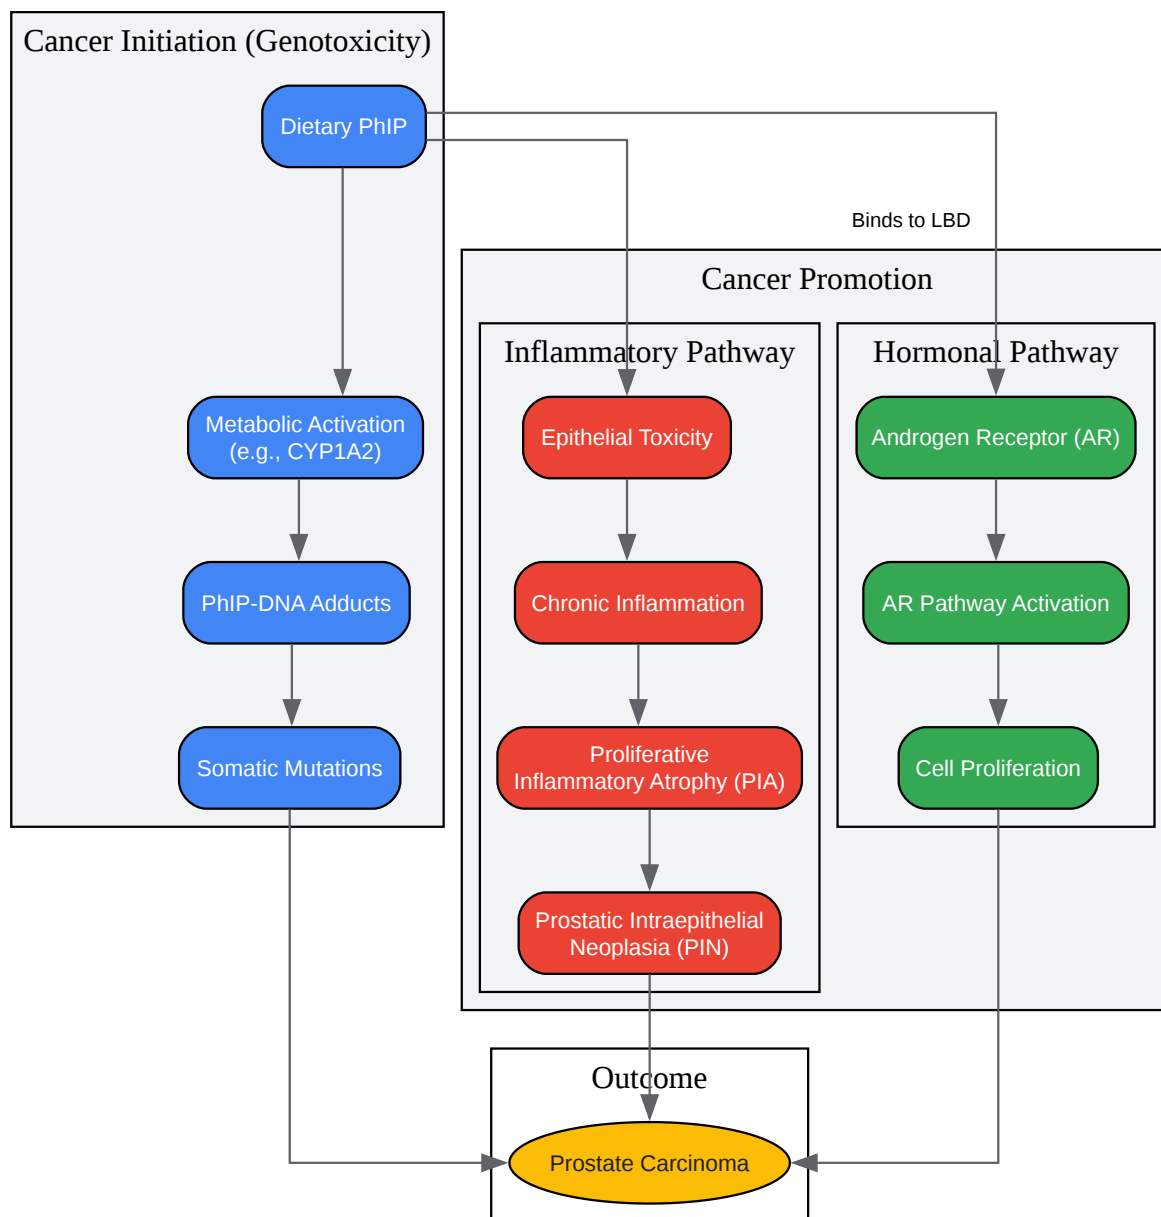 Cancer Initiation (Genotoxicity)
Dietary PhIP
Binds to LBD
Cancer Promotion
Inflammatory Pathway
Hormonal Pathway
Metabolic Activation
(e.g., CYP1A2)
Epithelial Toxicity
Androgen Receptor (AR)
PhIP-DNA Adducts
Chronic Inflammation
AR Pathway Activation
Somatic Mutations
Proliferative
Inflammatory Atrophy (PIA)
Cell Proliferation
Prostatic Intraepithelial
Neoplasia (PIN)
Outcome
Prostate Carcinoma